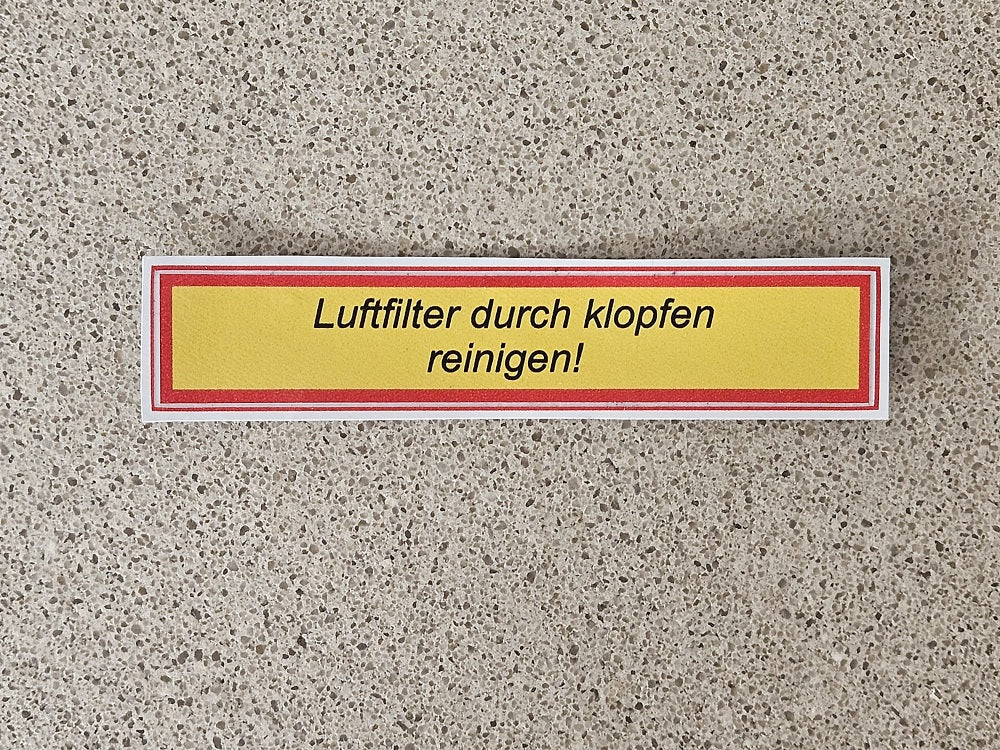 Luftfilter durch klopfen
reinigen!